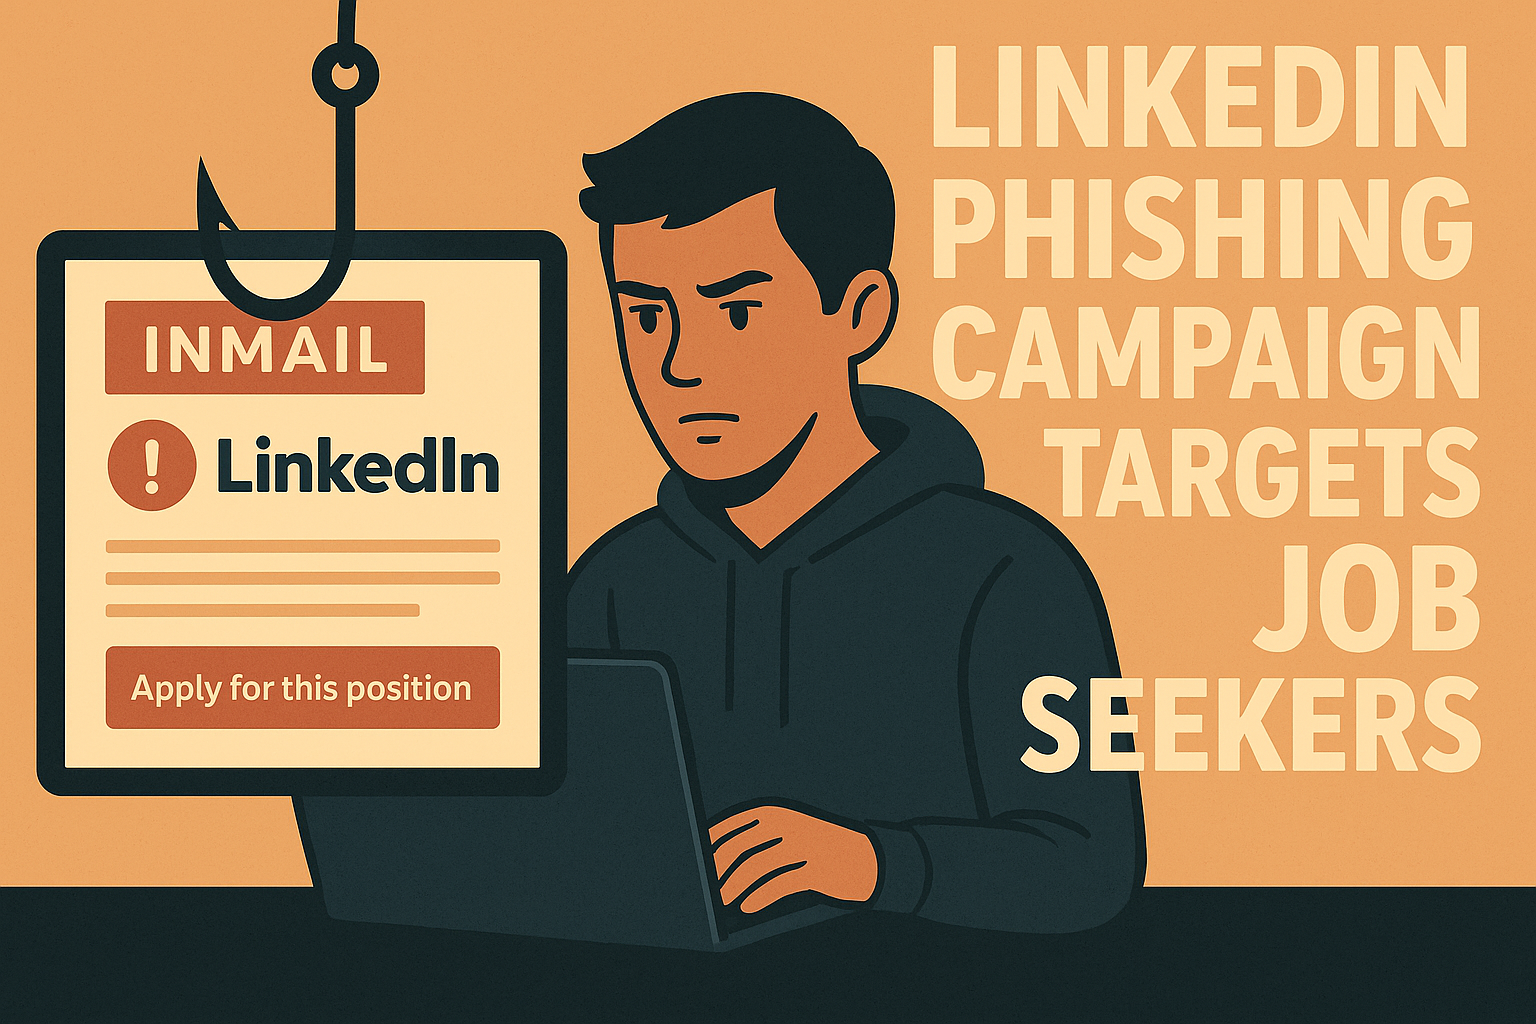 INMAIL
! LinkedIn
Apply for this position
LINKEDIN
PHISHING
CAMPAIGN
TARGETS
JOB
SEEKERS